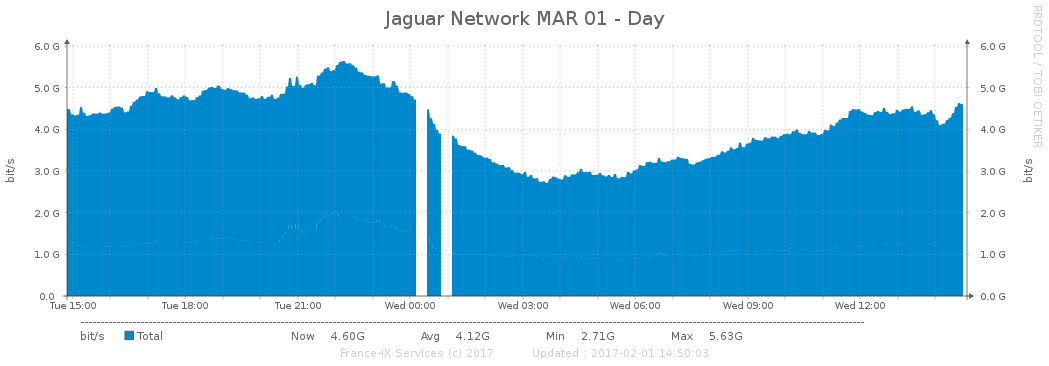 Jaguar Network MAR 01 - Day
RRDTOOL / TOBI OETIKER
6.0 G 6.0 G
5.0 G 5.0 G
4.0 G 4.0 G
3.0 G 3.0 G
2.0 G 2.0 G
1.0 G 1.0 G
0.0 0.0 G
bit/s bit/s
Tue 15:00 Tue 18:00 Tue 21:00 Wed 00:00 Wed 03:00 Wed 06:00 Wed 09:00 Wed 12:00
bit/s Total Now 4.60G Avg 4.12G Min 2.71G Max 5.63G
France-IX Services (c) 2017 Updated : 2017-02-01 14:50:03